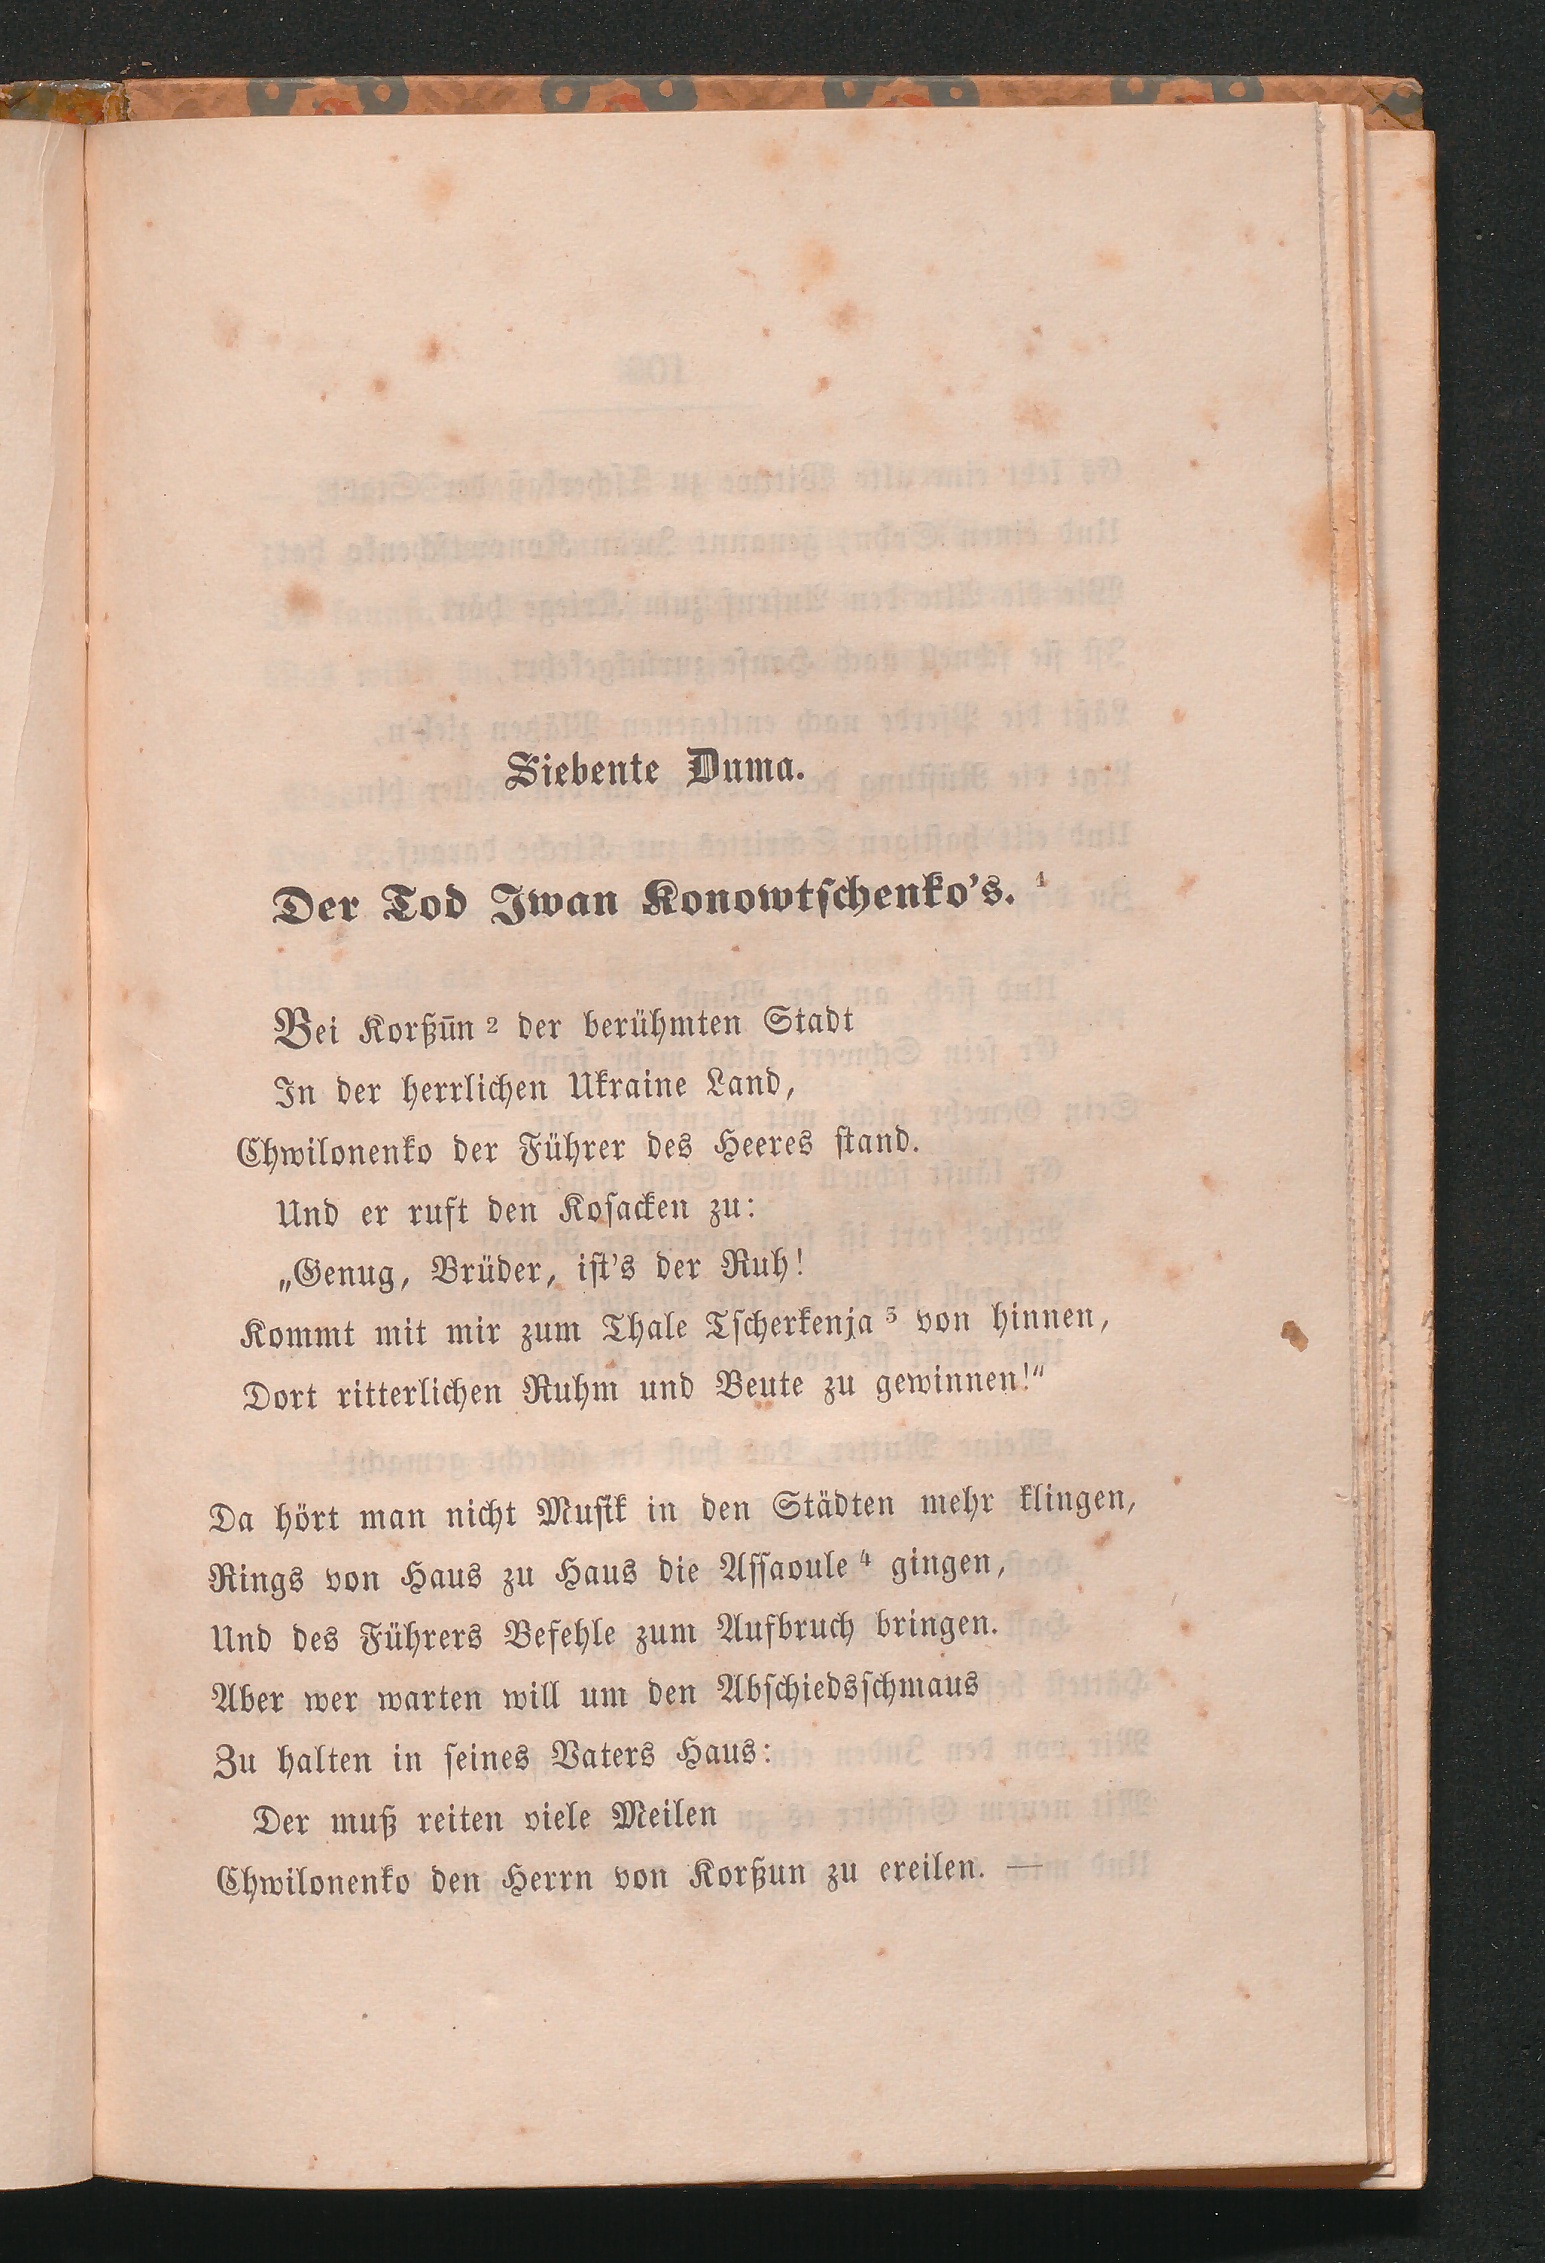 Siebente Duma.
Der Tod Iwan Konowtschenko's. 1
Bei Korßūn 2 der berühmten Stadt
In der herrlichen Ukraine Land,
Chwilonenko der Führer des Heeres stand.
Und er ruft den Kosacken zu:
„Genug, Brüder, ist's der Ruh!
Kommt mit mir zum Thale Tscherkenja 3 von hinnen,
Dort ritterlichen Ruhm und Beute zu gewinnen!“
Da hört man nicht Musik in den Städten mehr klingen,
Rings von Haus zu Haus die Assaoule 4 gingen,
Und des Führers Befehle zum Aufbruch bringen.
Aber wer warten will um den Abschiedsschmaus
Zu halten in seines Vaters Haus:
Der muß reiten viele Meilen
Chwilonenko den Herrn von Korßun zu ereilen. —